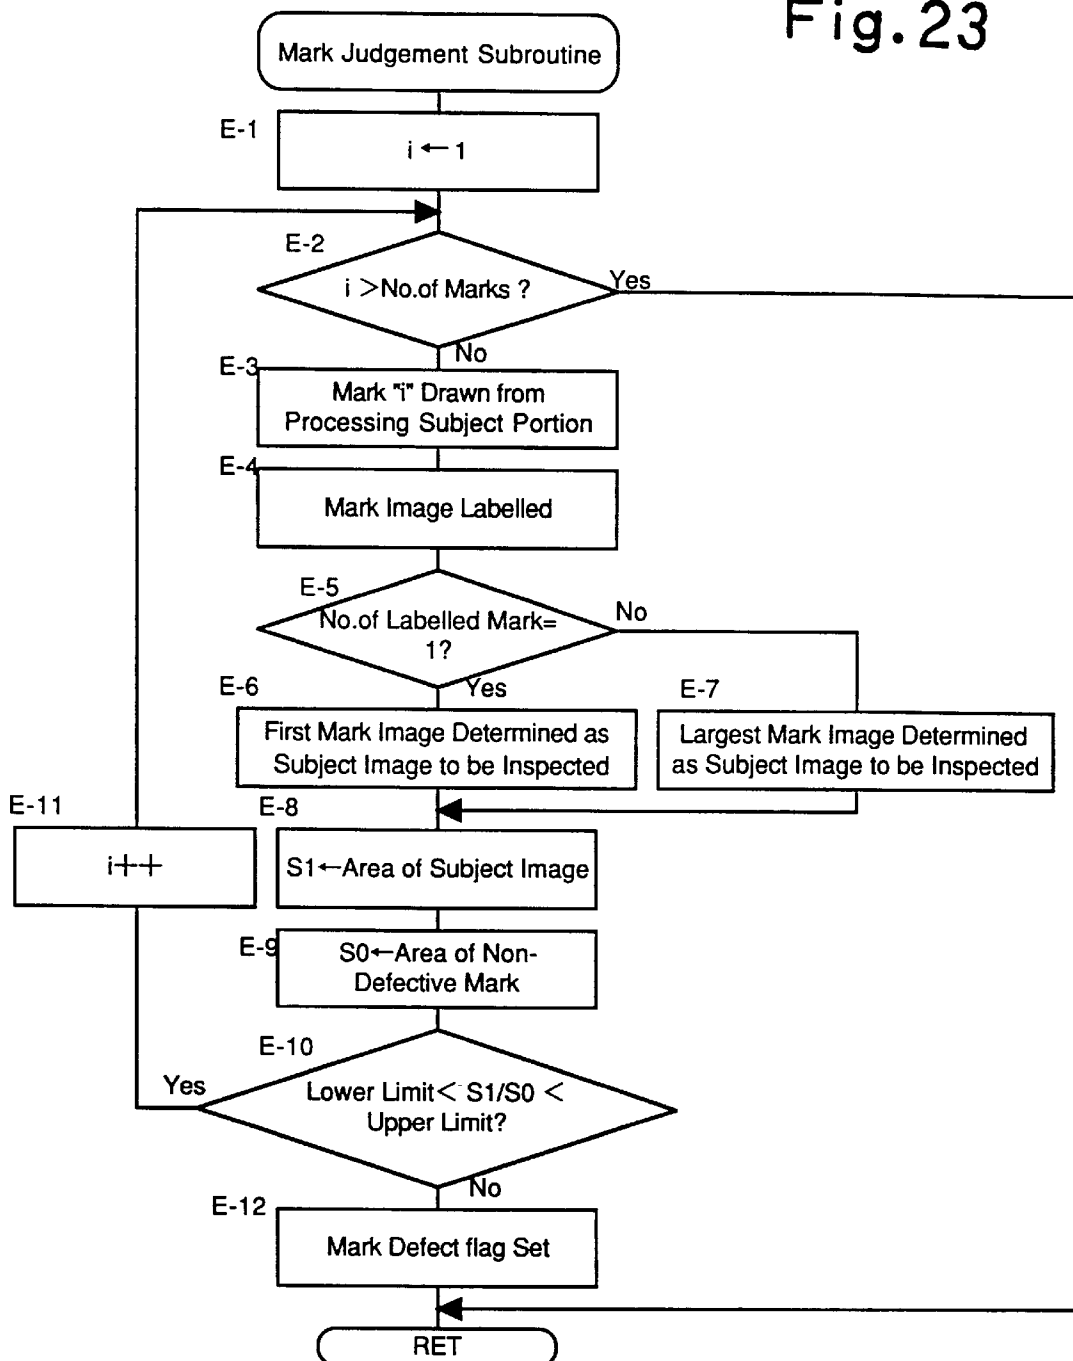 Fig.23
Mark Judgement Subroutine
E-1
i ← 1
E-2
i >No.of Marks ?
Yes
No
E-3
Mark "i" Drawn from
Processing Subject Portion
E-4
Mark Image Labelled
E-5
No.of Labelled Mark=
1?
No
Yes
E-6
First Mark Image Determined as
Subject Image to be Inspected
E-7
Largest Mark Image Determined
as Subject Image to be Inspected
E-11
i++
E-8
S1←Area of Subject Image
E-9
S0←Area of Non-
Defective Mark
E-10
Lower Limit< S1/S0 <
Upper Limit?
Yes
No
E-12
Mark Defect flag Set
RET